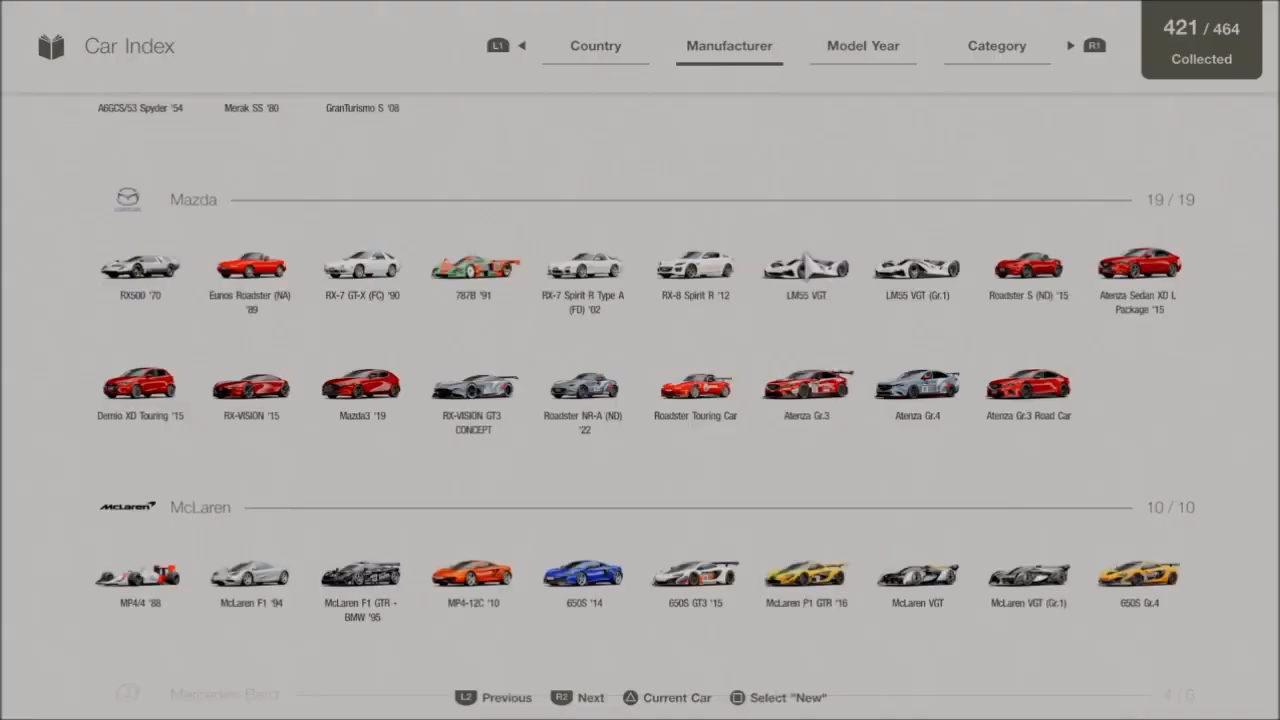 Car Index
L1
Country
Manufacturer
Model Year
Category
R1
421 / 464
Collected
A6GCS/53 Spyder '54
Merak SS '80
GranTurismo S '08
Mazda
19 / 19
RX500 '70
Eunos Roadster (NA)
'89
RX-7 GT-X (FC) '90
787B '91
RX-7 Spirit R Type A
(FD) '02
RX-8 Spirit R '12
LM55 VGT
LM55 VGT (Gr.1)
Roadster S (ND) '15
Atenza Sedan XD L
Package '15
Demio XD Touring '15
RX-VISION '15
Mazda3 '19
RX-VISION GT3
CONCEPT
Roadster NR-A (ND)
'22
Roadster Touring Car
Atenza Gr.3
Atenza Gr.4
Atenza Gr.3 Road Car
McLaren
McLaren
10 / 10
MP4/4 '88
McLaren F1 '94
McLaren F1 GTR -
BMW '95
MP4-12C '10
650S '14
650S GT3 '15
McLaren P1 GTR '16
McLaren VGT
McLaren VGT (Gr.1)
650S Gr.4
Mercedes-Benz
4 / 6
L2 Previous
R2 Next
Current Car
Select "New"